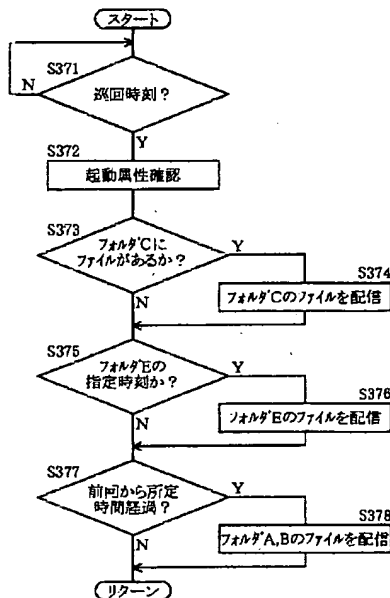 スタート
S371
N
巡回時刻?
Y
S372
起動属性確認
S373
フォルダCに
ファイルがあるか?
Y
S374
フォルダCのファイルを配信
N
S375
フォルダEの
指定時刻か?
Y
S376
フォルダEのファイルを配信
N
S377
前回から所定
時間経過?
Y
S378
フォルダA,Bのファイルを配信
N
リターン